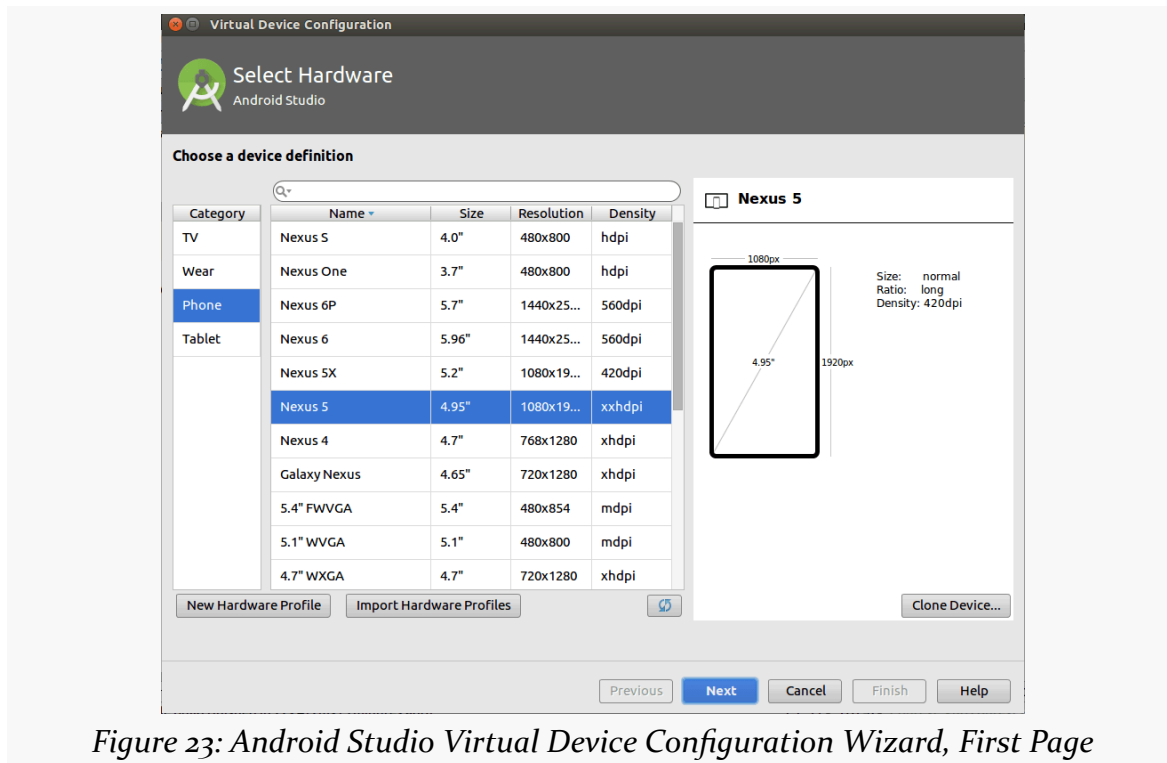 Virtual Device Configuration
Select Hardware
Android Studio
Choose a device definition
Category
TV
Wear
Phone
Tablet
Name Size Resolution Density
Nexus S 4.0" 480x800 hdpi
Nexus One 3.7" 480x800 hdpi
Nexus 6P 5.7" 1440x25... 560dpi
Nexus 6 5.96" 1440x25... 560dpi
Nexus 5X 5.2" 1080x19... 420dpi
Nexus 5 4.95" 1080x19... xxhdpi
Nexus 4 4.7" 768x1280 xhdpi
Galaxy Nexus 4.65" 720x1280 xhdpi
5.4" FWVGA 5.4" 480x854 mdpi
5.1" WVGA 5.1" 480x800 mdpi
4.7" WXGA 4.7" 720x1280 xhdpi
New Hardware Profile Import Hardware Profiles
Nexus 5
1080px
4.95"
1920px
Size: normal
Ratio: long
Density: 420dpi
Clone Device...
Previous Next Cancel Finish Help
Figure 23: Android Studio Virtual Device Configuration Wizard, First Page